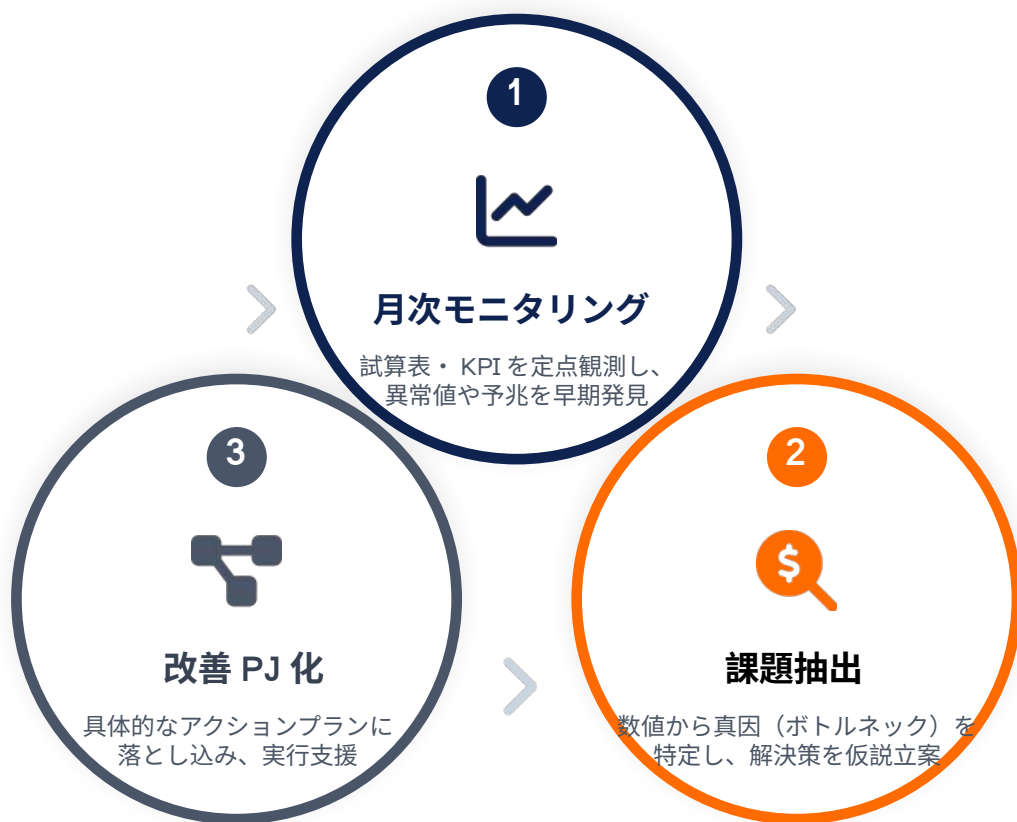 1
月次モニタリング
試算表・ KPI を定点観測し、
異常値や予兆を早期発見
3
改善 PJ 化
具体的なアクションプランに
落とし込み、実行支援
2
$
課題抽出
数値から真因（ボトルネック）を
特定し、解決策を仮説立案